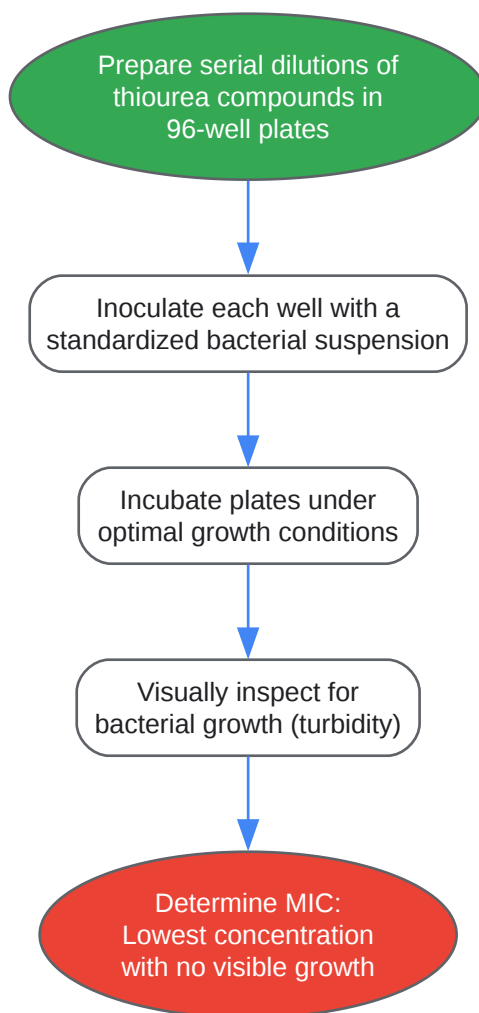 Prepare serial dilutions of
thiourea compounds in
96-well plates
Inoculate each well with a
standardized bacterial suspension
Incubate plates under
optimal growth conditions
Visually inspect for
bacterial growth (turbidity)
Determine MIC:
Lowest concentration
with no visible growth